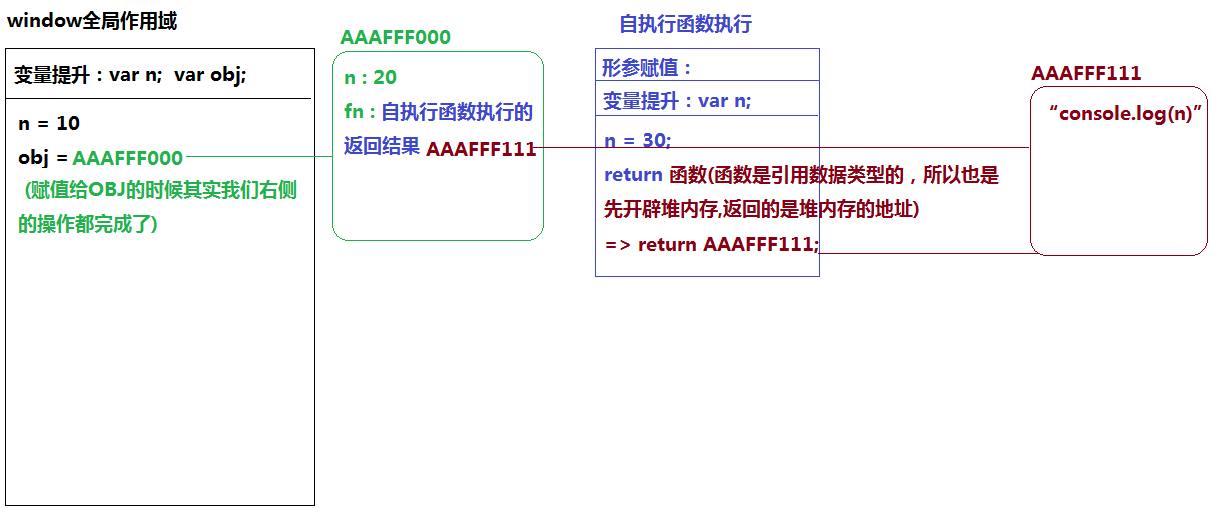 window全局作用域
变量提升：var n;  var obj;
n = 10
obj = AAAFFF000
(赋值给OBJ的时候其实我们右侧
的操作都完成了)
AAAFFF000
n : 20
fn : 自执行函数执行的
返回结果 AAAFFF111
自执行函数执行
形参赋值：
变量提升：var n;
n = 30;
return 函数(函数是引用数据类型的，所以也是
先开辟堆内存,返回的是堆内存的地址)
=> return AAAFFF111;
AAAFFF111
“console.log(n)”